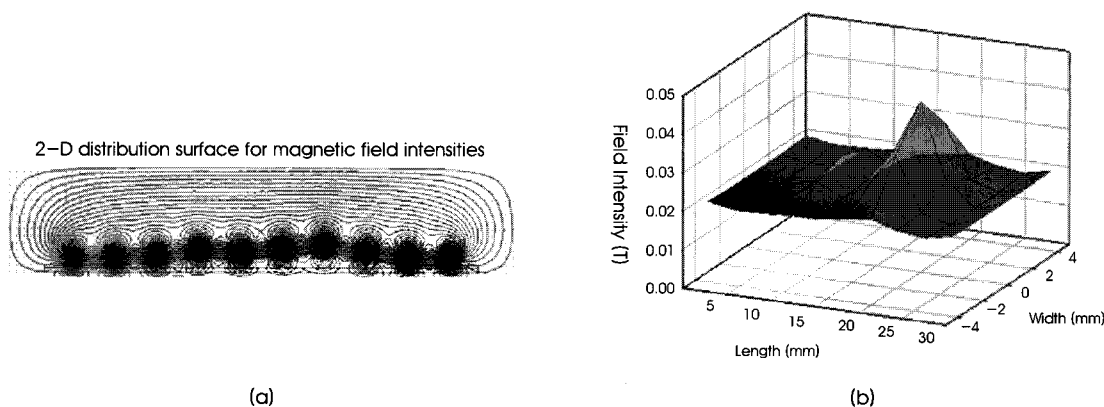 2-D distribution surface for magnetic field intensities
(a)
Field Intensity (T)
0.05
0.04
0.03
0.02
0.01
0.00
5
10
15
20
25
30
Length (mm)
-4
-2
0
2
4
Width (mm)
(b)